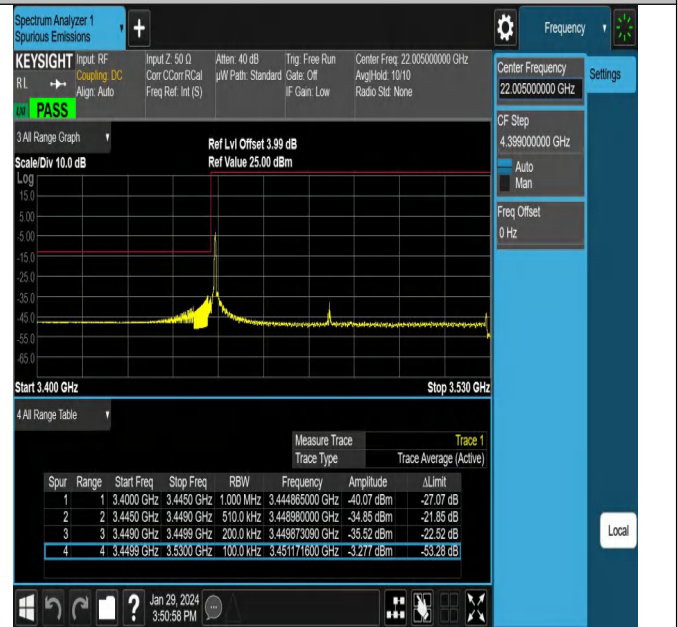 Spectrum Analyzer 1
Spurious Emissions
+
Frequency
KEYSIGHT
RL
Input: RF
Coupling: DC
Align: Auto
Input Z: 50 Ω
Corr CCorr RCal
Freq Ref: Int (S)
Atten: 40 dB
µW Path: Standard
Trig: Free Run
Gate: Off
IF Gain: Low
Center Freq: 22.005000000 GHz
Avg|Hold: 10/10
Radio Std: None
PASS
Center Frequency
22.005000000 GHz
Settings
CF Step
4.399000000 GHz
Auto
Man
Freq Offset
0 Hz
3 All Range Graph
Scale/Div 10.0 dB
Ref Lvl Offset 3.99 dB
Ref Value 25.00 dBm
Log
15.0
5.00
-5.00
-15.0
-25.0
-35.0
-45.0
-55.0
-65.0
Start 3.400 GHz
Stop 3.530 GHz
4 All Range Table
Measure Trace Trace 1
Trace Type Trace Average (Active)
Spur Range Start Freq Stop Freq RBW Frequency Amplitude ΔLimit
1 1 3.4000 GHz 3.4450 GHz 1.000 MHz 3.444865000 GHz -40.07 dBm -27.07 dB
2 2 3.4450 GHz 3.4490 GHz 510.0 kHz 3.448980000 GHz -34.85 dBm -21.85 dB
3 3 3.4490 GHz 3.4499 GHz 200.0 kHz 3.449873090 GHz -35.52 dBm -22.52 dB
4 4 3.4499 GHz 3.5300 GHz 100.0 kHz 3.451171600 GHz -3.277 dBm -53.28 dB
Local
?
Jan 29, 2024
3:50:58 PM